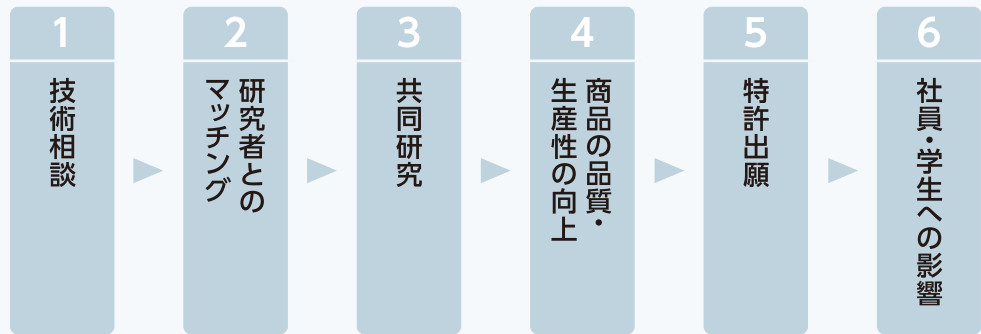 1
技術相談
2
研究者との
マッチング
3
共同研究
4
商品の品質・
生産性の向上
5
特許出願
6
社員・学生への影響